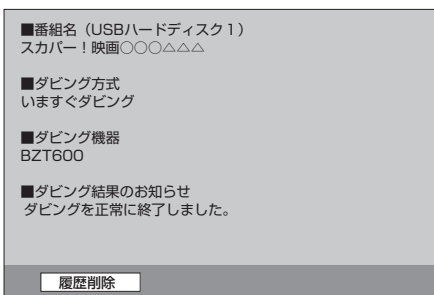 ■番組名（USBハードディスク１）
スカパー！映画○○○△△△
■ダビング方式
いますぐダビング
■ダビング機器
BZT600
■ダビング結果のお知らせ
ダビングを正常に終了しました。
履歴削除